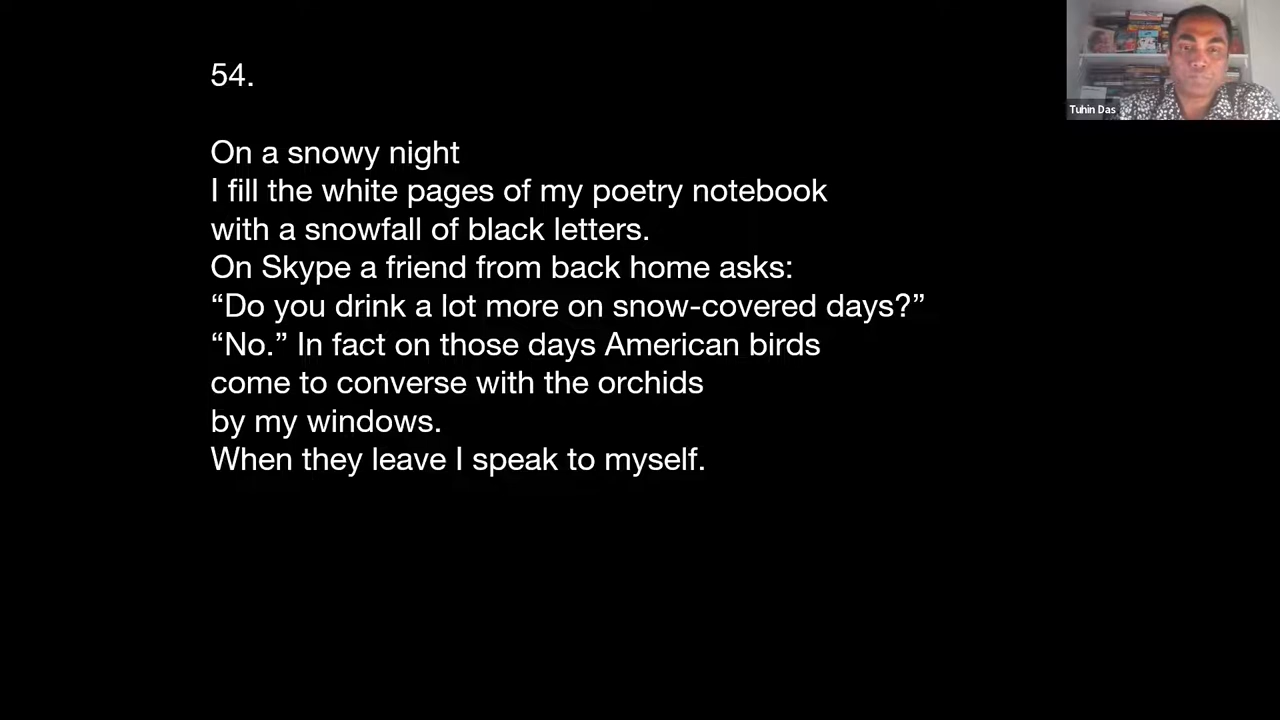 54.
On a snowy night
I fill the white pages of my poetry notebook
with a snowfall of black letters.
On Skype a friend from back home asks:
“Do you drink a lot more on snow-covered days?”
“No.” In fact on those days American birds
come to converse with the orchids
by my windows.
When they leave I speak to myself.
Tuhin Das